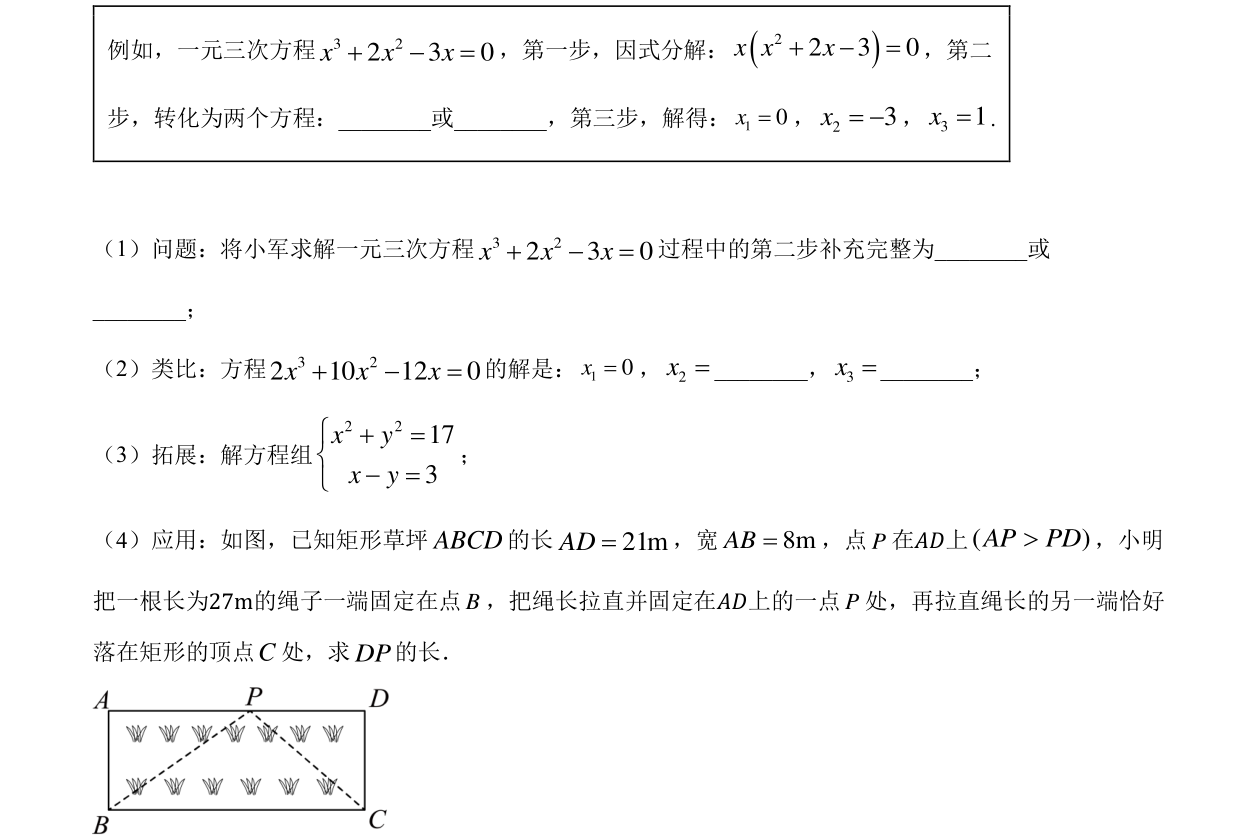 例如，一元三次方程 x³ + 2x² − 3x = 0，第一步，因式分解：x(x² + 2x − 3) = 0，第二
步，转化为两个方程：________或________，第三步，解得：x₁ = 0，x₂ = −3，x₃ = 1.
（1）问题：将小军求解一元三次方程 x³ + 2x² − 3x = 0 过程中的第二步补充完整为________或
________；
（2）类比：方程 2x³ + 10x² − 12x = 0 的解是：x₁ = 0，x₂ = ________，x₃ = ________；
（3）拓展：解方程组 { x² + y² = 17
x − y = 3 ；
（4）应用：如图，已知矩形草坪 ABCD 的长 AD = 21m，宽 AB = 8m，点 P 在AD上 (AP > PD)，小明
把一根长为27m的绳子一端固定在点 B，把绳长拉直并固定在AD上的一点 P 处，再拉直绳长的另一端恰好
落在矩形的顶点 C 处，求 DP 的长．
A P D
B C